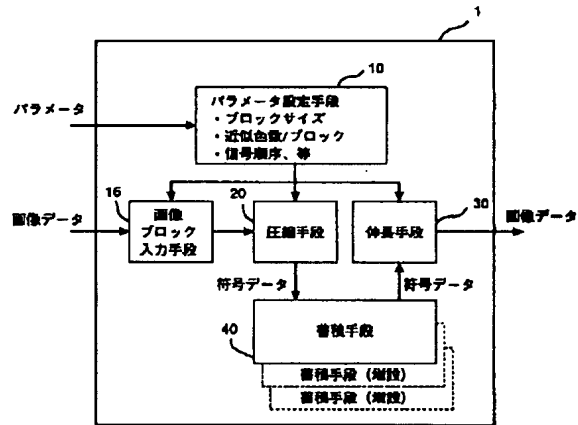 1
10
パラメータ
パラメータ設定手段
・ブロックサイズ
・近似色数/ブロック
・信号順序、等
16
20
30
画像データ
画像
ブロック
入力手段
圧縮手段
伸長手段
画像データ
符号データ
符号データ
40
蓄積手段
蓄積手段(増設)
蓄積手段(増設)